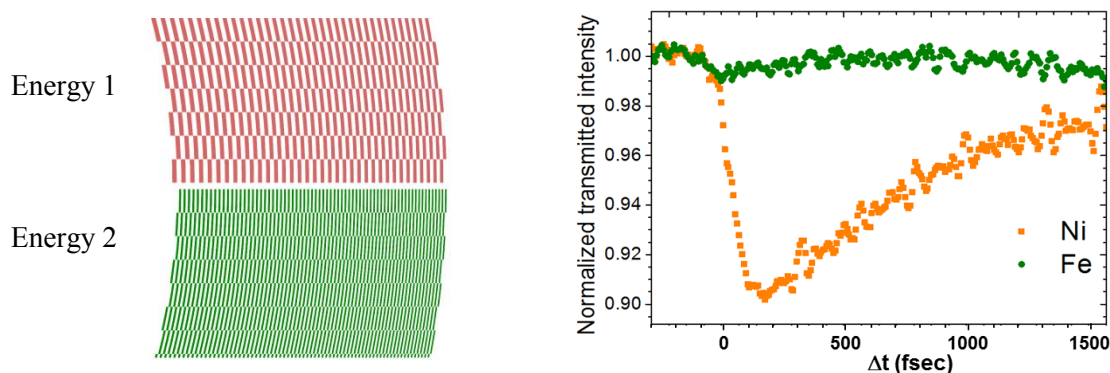 Energy 1
Energy 2
Normalized transmitted intensity
1.00
0.98
0.96
0.94
0.92
0.90
Ni
Fe
0
500
1000
1500
Δt (fsec)